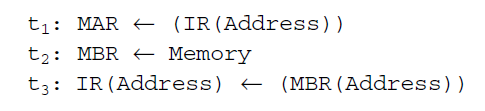 t₁: MAR ← (IR(Address))
t₂: MBR ← Memory
t₃: IR(Address) ← (MBR(Address))